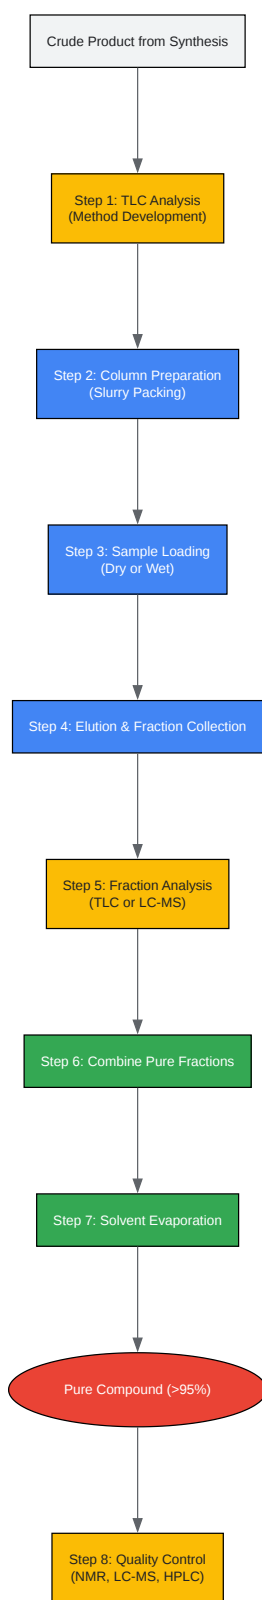 Crude Product from Synthesis
Step 1: TLC Analysis
(Method Development)
Step 2: Column Preparation
(Slurry Packing)
Step 3: Sample Loading
(Dry or Wet)
Step 4: Elution & Fraction Collection
Step 5: Fraction Analysis
(TLC or LC-MS)
Step 6: Combine Pure Fractions
Step 7: Solvent Evaporation
Pure Compound (>95%)
Step 8: Quality Control
(NMR, LC-MS, HPLC)